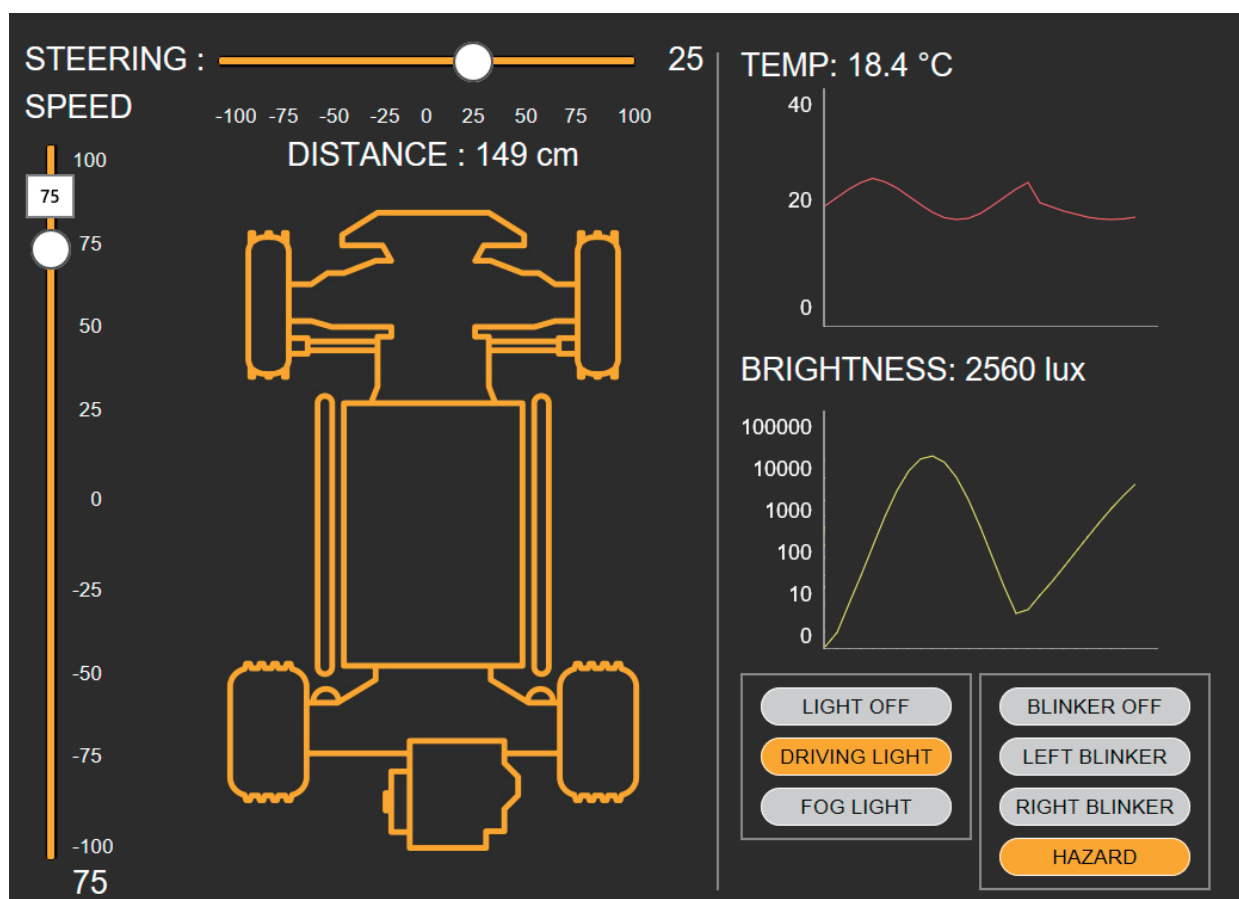 STEERING : 25
-100 -75 -50 -25 0 25 50 75 100
SPEED
DISTANCE : 149 cm
100
75
75
50
25
0
-25
-50
-75
-100
75
TEMP: 18.4 °C
40
20
0
BRIGHTNESS: 2560 lux
100000
10000
1000
100
10
0
LIGHT OFF
DRIVING LIGHT
FOG LIGHT
BLINKER OFF
LEFT BLINKER
RIGHT BLINKER
HAZARD